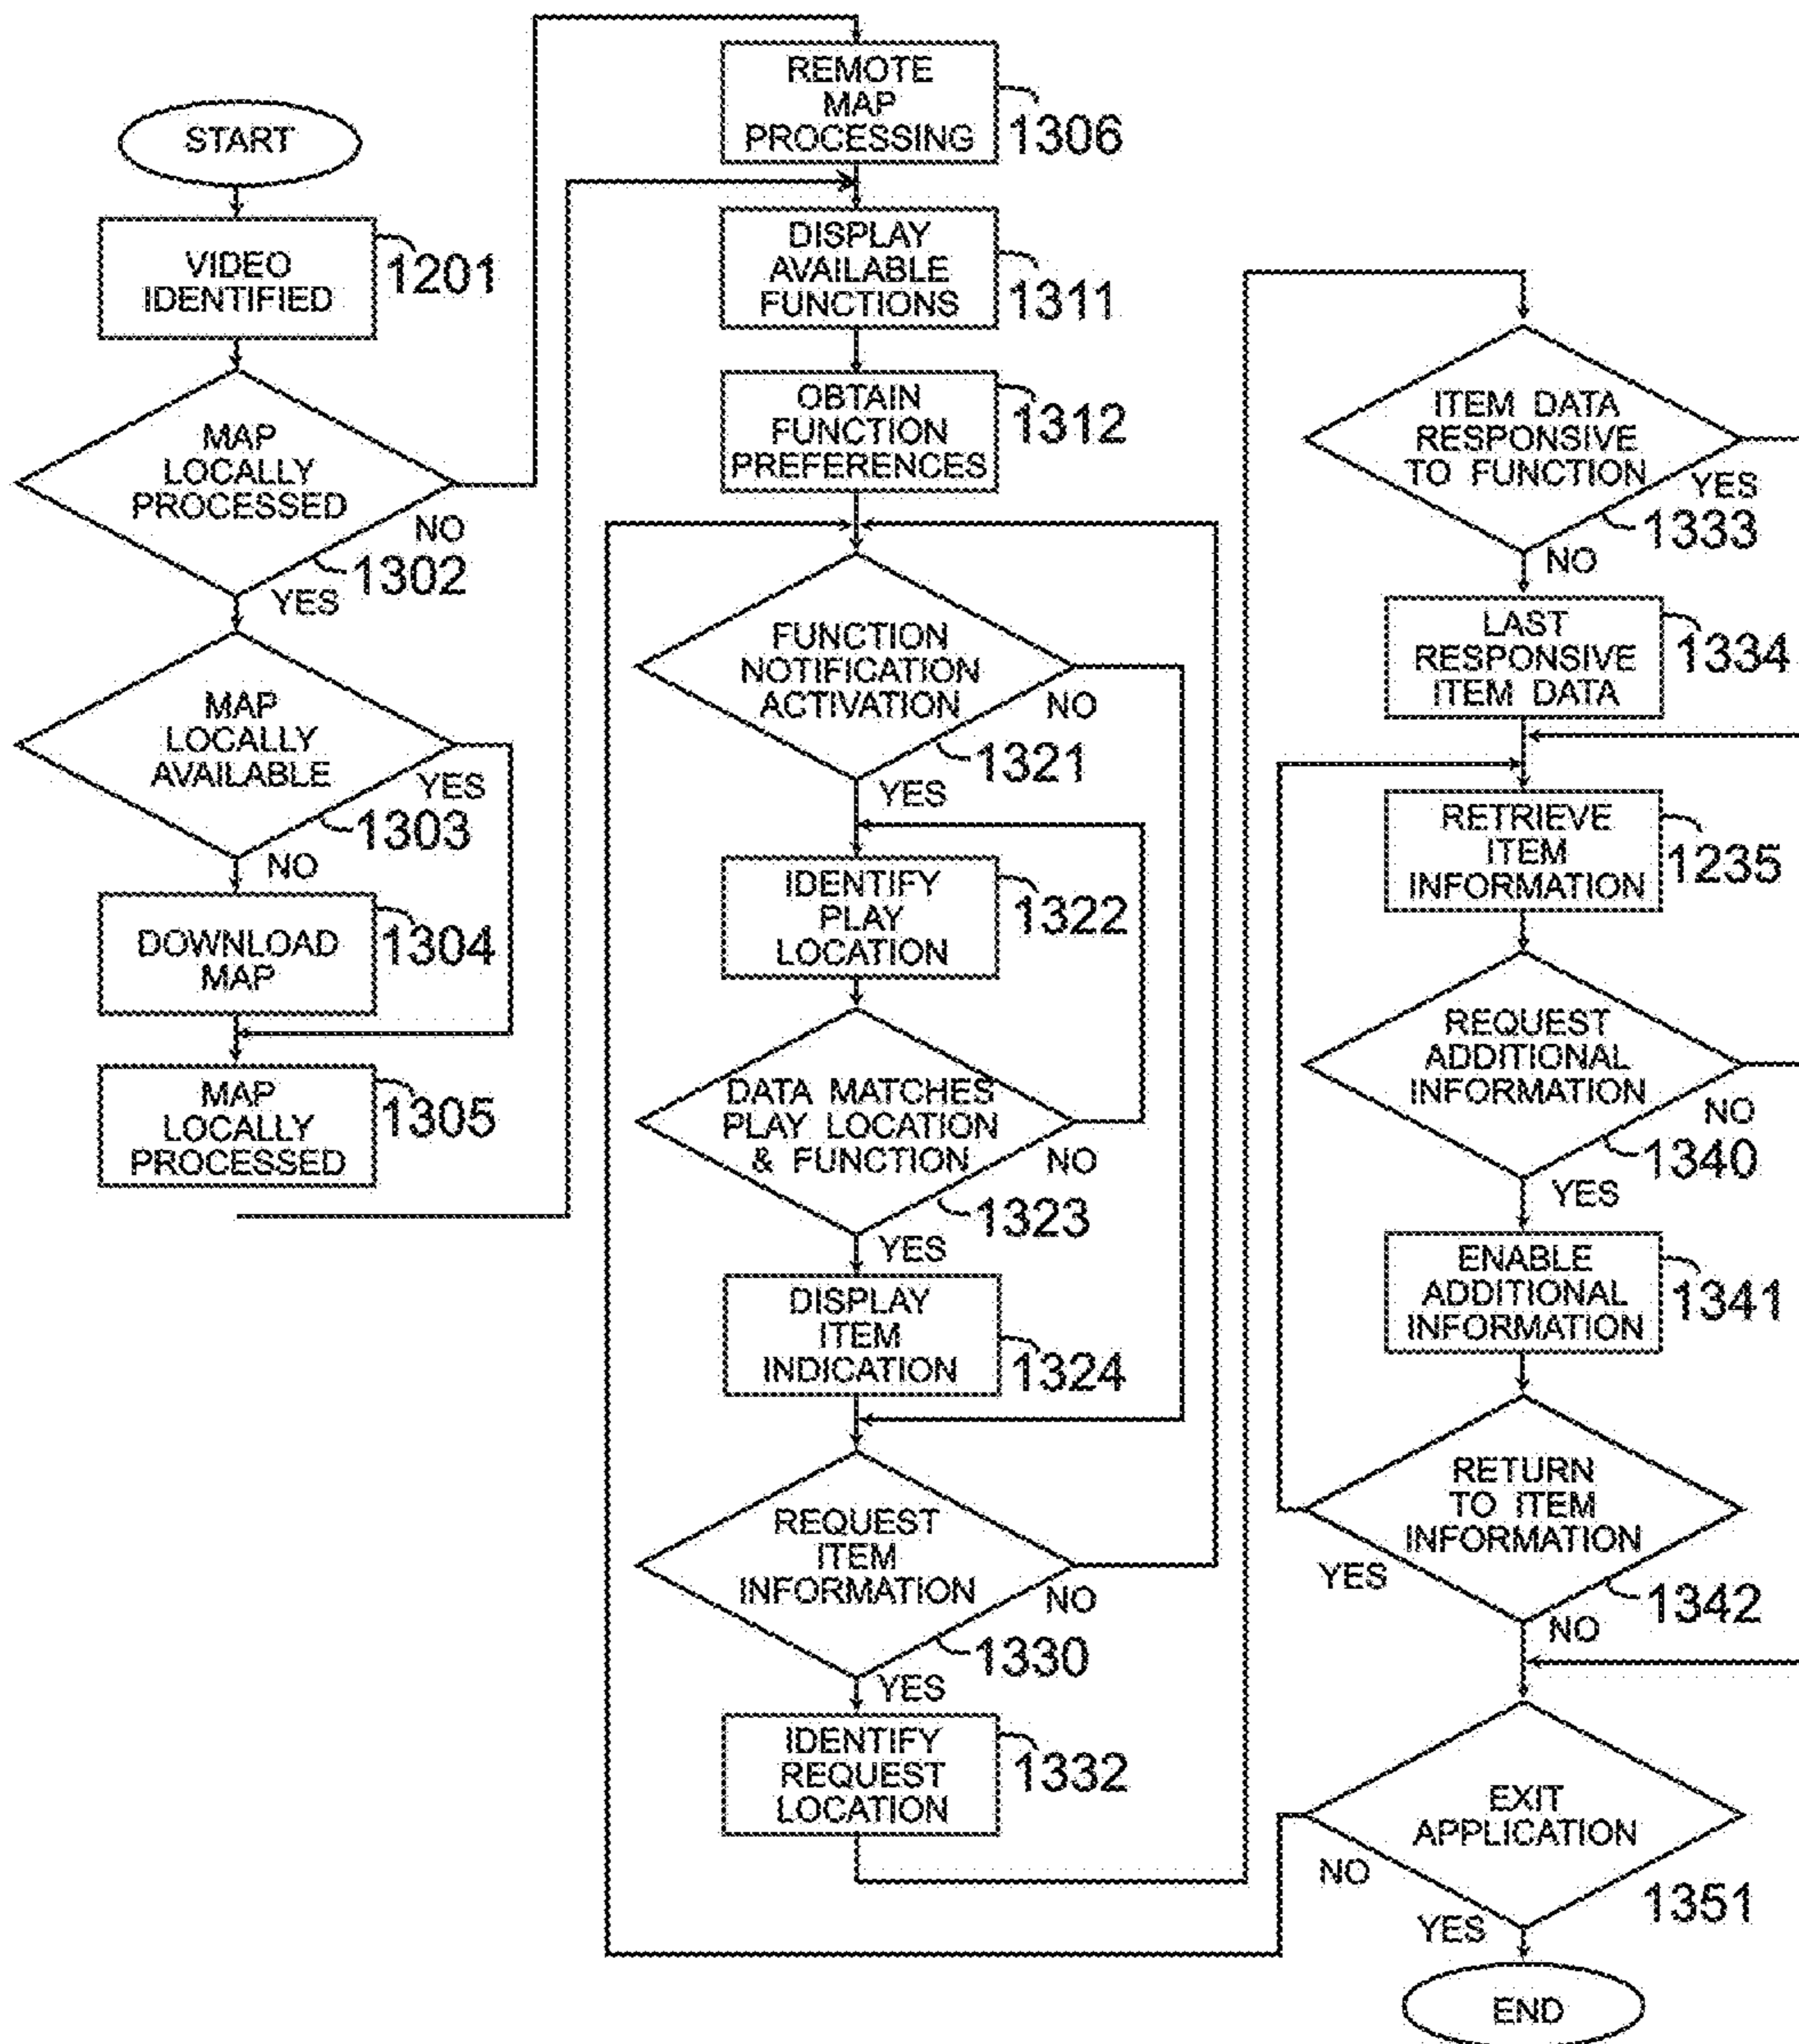 START
VIDEO
IDENTIFIED
1201
MAP
LOCALLY
PROCESSED
NO
1302
YES
MAP
LOCALLY
AVAILABLE
YES
1303
NO
DOWNLOAD
MAP
1304
MAP
LOCALLY
PROCESSED
1305
REMOTE
MAP
PROCESSING
1306
DISPLAY
AVAILABLE
FUNCTIONS
1311
OBTAIN
FUNCTION
PREFERENCES
1312
FUNCTION
NOTIFICATION
ACTIVATION
NO
1321
YES
IDENTIFY
PLAY
LOCATION
1322
DATA MATCHES
PLAY LOCATION
& FUNCTION
NO
1323
YES
DISPLAY
ITEM
INDICATION
1324
REQUEST
ITEM
INFORMATION
NO
1330
YES
IDENTIFY
REQUEST
LOCATION
1332
ITEM DATA
RESPONSIVE
TO FUNCTION
YES
1333
NO
LAST
RESPONSIVE
ITEM DATA
1334
RETRIEVE
ITEM
INFORMATION
1235
REQUEST
ADDITIONAL
INFORMATION
NO
1340
YES
ENABLE
ADDITIONAL
INFORMATION
1341
RETURN
TO ITEM
INFORMATION
YES
1342
NO
EXIT
APPLICATION
NO
1351
YES
END